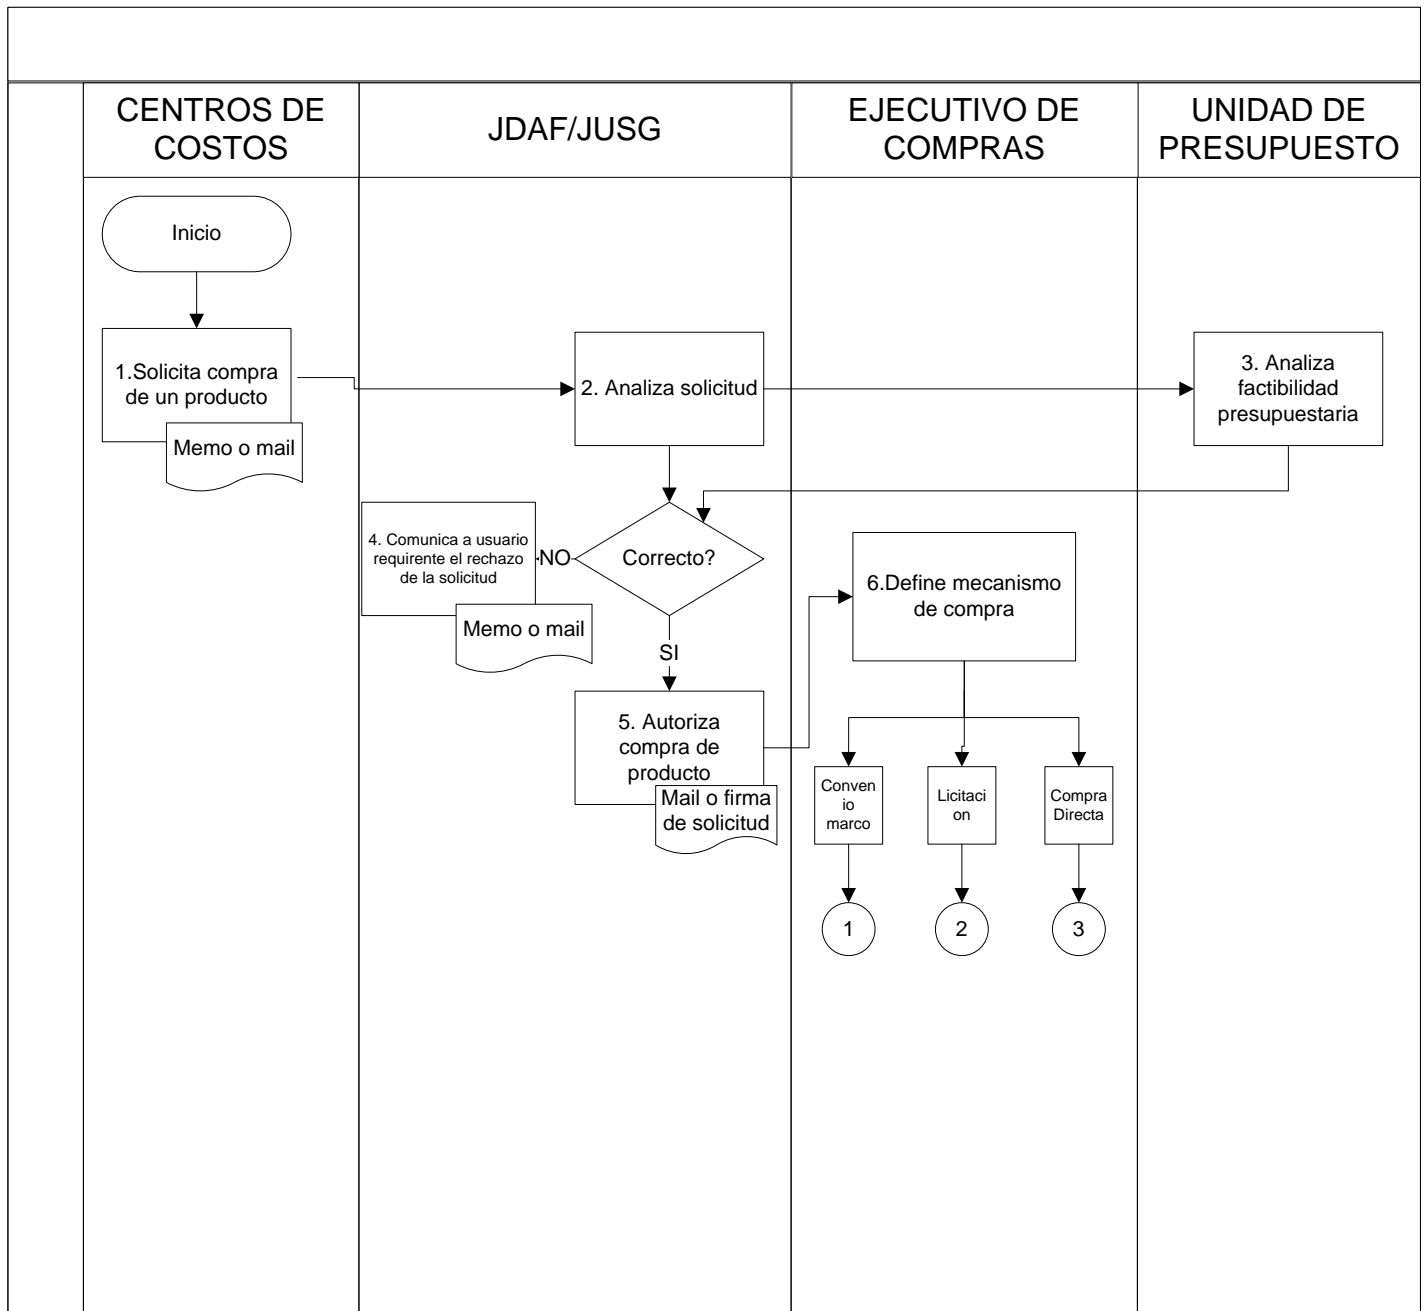 CENTROS DE
COSTOS
JDAF/JUSG
EJECUTIVO DE
COMPRAS
UNIDAD DE
PRESUPUESTO
Inicio
1.Solicita compra
de un producto
Memo o mail
2. Analiza solicitud
3. Analiza
factibilidad
presupuestaria
4. Comunica a usuario
requirente el rechazo
de la solicitud
Memo o mail
NO
Correcto?
SI
5. Autoriza
compra de
producto
Mail o firma
de solicitud
6.Define mecanismo
de compra
Conven
io
marco
Licitaci
on
Compra
Directa
1
2
3